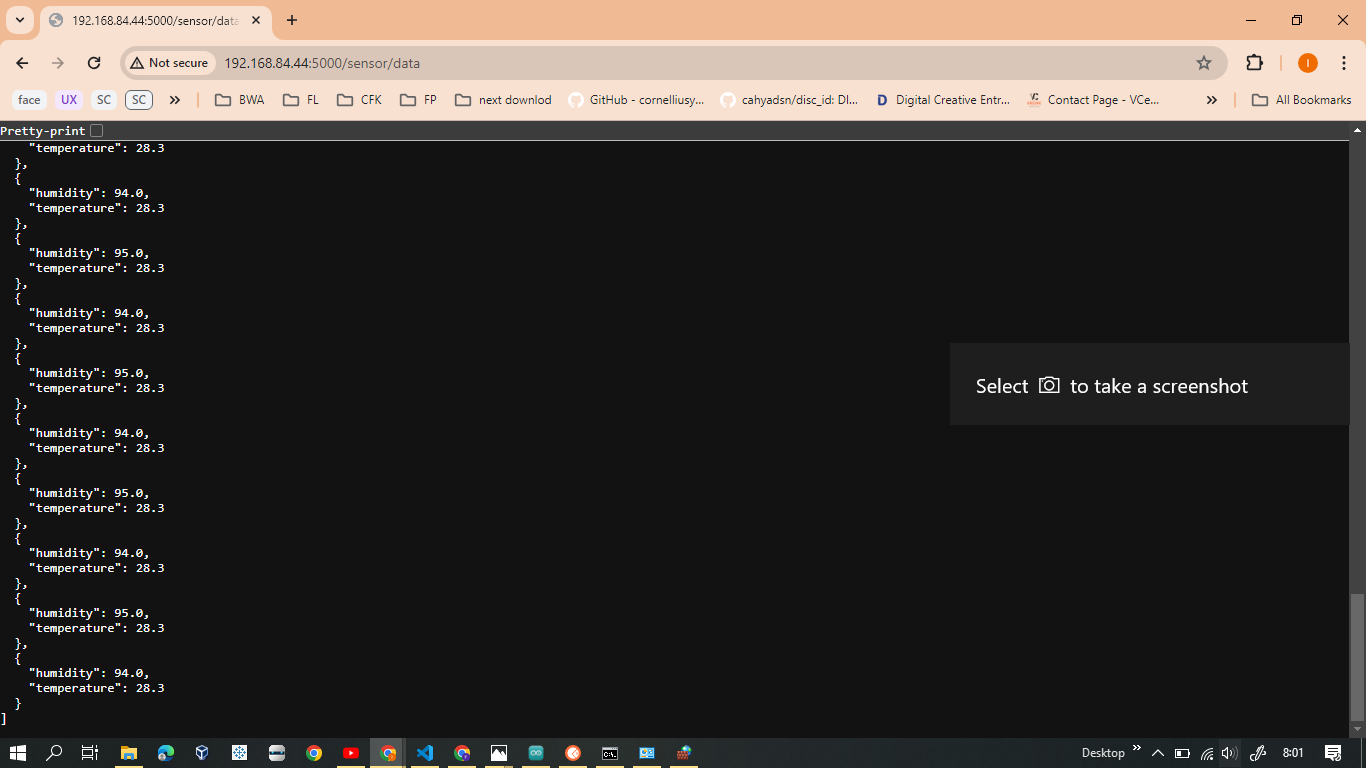 192.168.84.44:5000/sensor/data
Not secure
192.168.84.44:5000/sensor/data
face
UX
SC
SC
BWA
FL
CFK
FP
next downlod
GitHub - cornelliusy...
cahyadsn/disc_id: DI...
Digital Creative Entr...
Contact Page - VCe...
All Bookmarks
Pretty-print
"temperature": 28.3
},
{
"humidity": 94.0,
"temperature": 28.3
},
{
"humidity": 95.0,
"temperature": 28.3
},
{
"humidity": 94.0,
"temperature": 28.3
},
{
"humidity": 95.0,
"temperature": 28.3
},
{
"humidity": 94.0,
"temperature": 28.3
},
{
"humidity": 95.0,
"temperature": 28.3
},
{
"humidity": 94.0,
"temperature": 28.3
},
{
"humidity": 95.0,
"temperature": 28.3
},
{
"humidity": 94.0,
"temperature": 28.3
}
]
Select to take a screenshot
Desktop
8:01